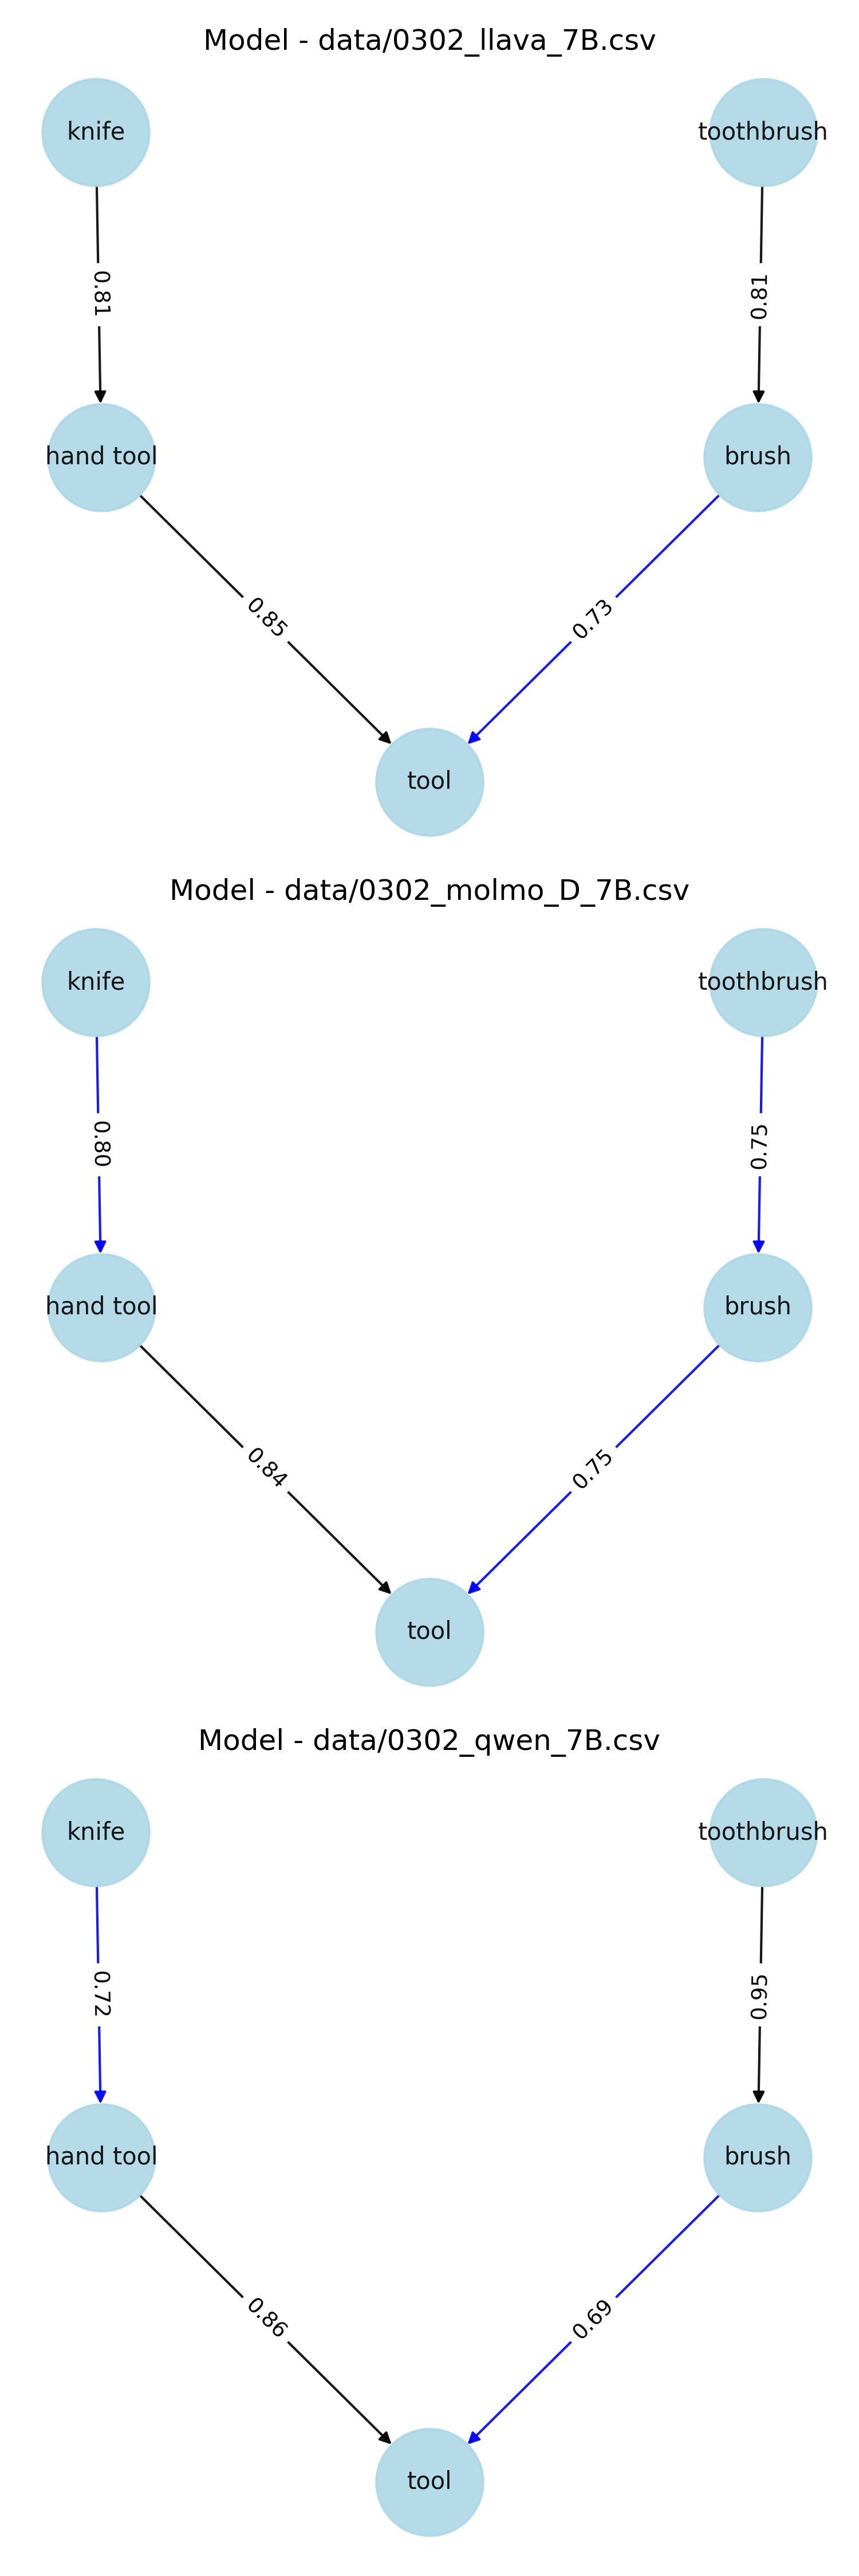 Model - data/0302_llava_7B.csv
knife
toothbrush
0.81
0.81
hand tool
brush
0.85
0.73
tool
Model - data/0302_molmo_D_7B.csv
knife
toothbrush
0.80
0.75
hand tool
brush
0.84
0.75
tool
Model - data/0302_qwen_7B.csv
knife
toothbrush
0.72
0.95
hand tool
brush
0.86
0.69
tool